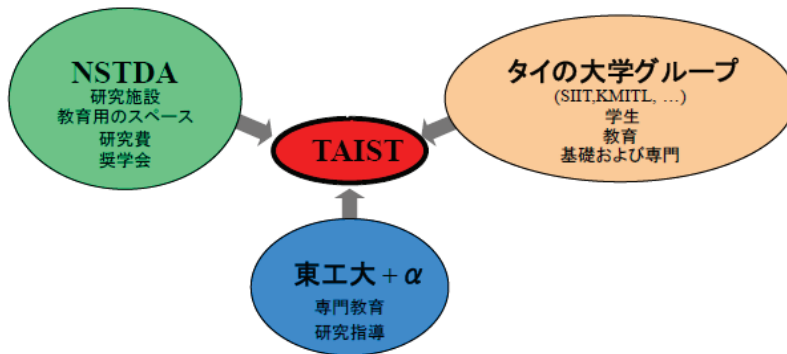 NSTDA
研究施設
教育用のスペース
研究費
奨学会
タイの大学グループ
(SIIT,KMITL, …)
学生
教育
基礎および専門
TAIST
東工大 + α
専門教育
研究指導